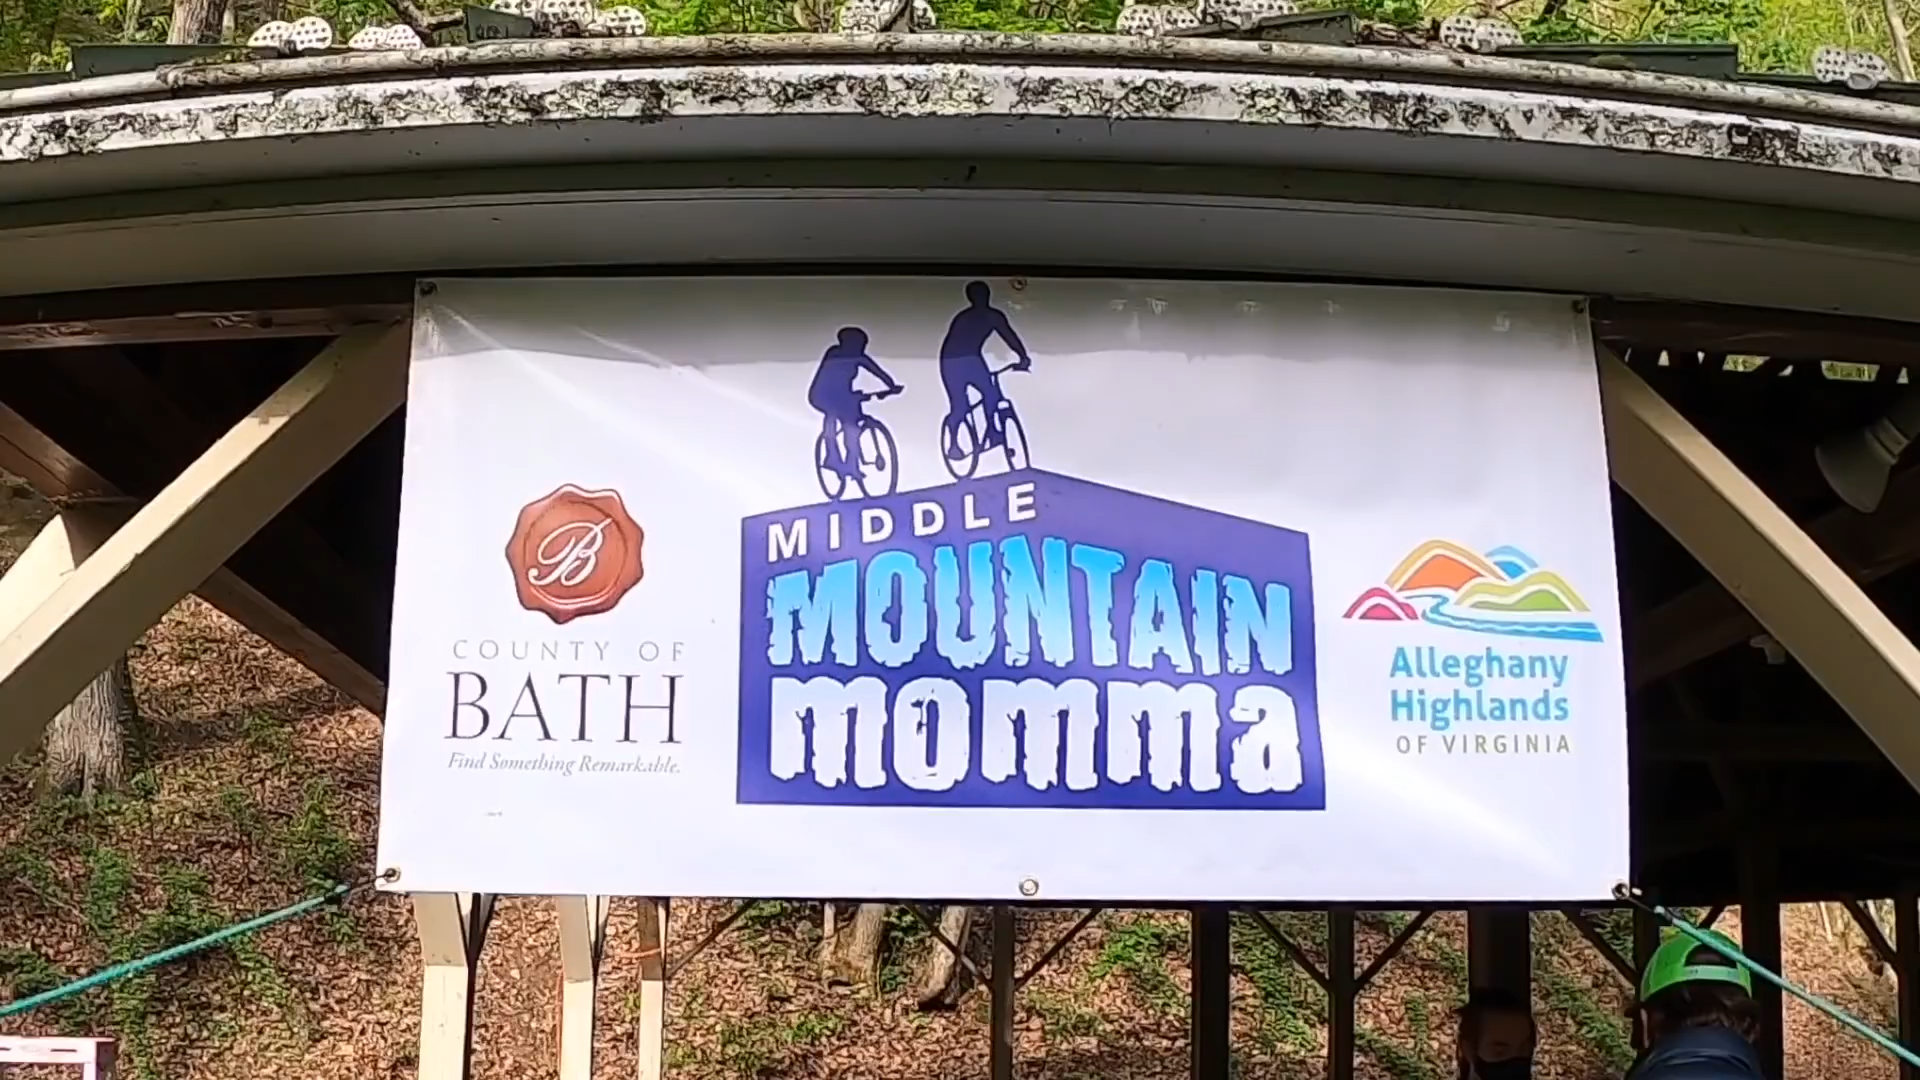 MIDDLE
MOUNTAIN
momma
B
COUNTY OF
BATH
Find Something Remarkable.
Alleghany
Highlands
OF VIRGINIA